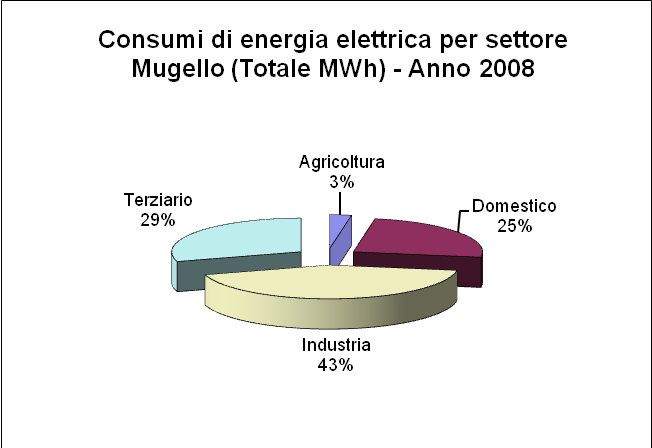 Consumi di energia elettrica per settore
Mugello (Totale MWh) - Anno 2008
Agricoltura
3%
Terziario
29%
Domestico
25%
Industria
43%